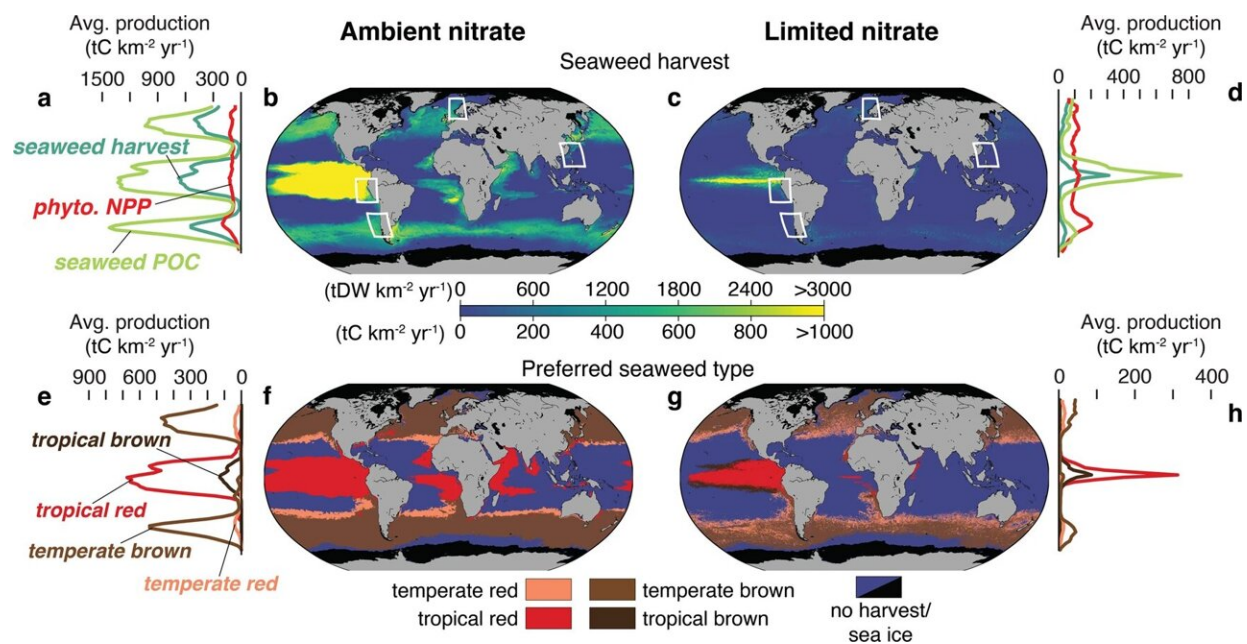 Ambient nitrate
Limited nitrate
Seaweed harvest
Avg. production
(tC km-2 yr-1)
1500 900 300 0
a
seaweed harvest
phyto. NPP
seaweed POC
b
c
Avg. production
(tC km-2 yr-1)
0 400 800
d
(tDW km-2 yr-1) 0 600 1200 1800 2400 >3000
(tC km-2 yr-1) 0 200 400 600 800 >1000
Preferred seaweed type
Avg. production
(tC km-2 yr-1)
900 600 300 0
e
tropical brown
tropical red
temperate brown
temperate red
f
g
Avg. production
(tC km-2 yr-1)
0 200 400
h
temperate red
temperate brown
tropical red
tropical brown
no harvest/
sea ice